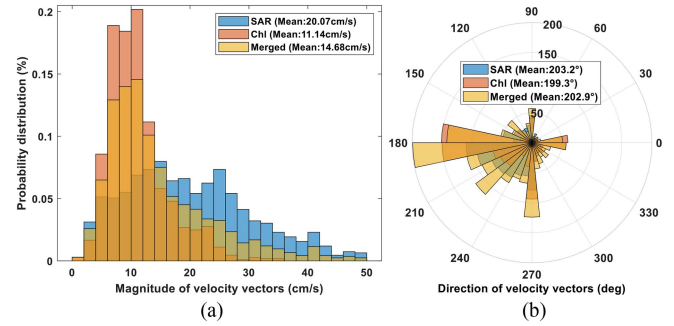 (a)
Probability distribution (%)
0.2
0.15
0.1
0.05
0
0
10
20
30
40
50
Magnitude of velocity vectors (cm/s)
SAR (Mean:20.07cm/s)
Chl (Mean:11.14cm/s)
Merged (Mean:14.68cm/s)
(a)
90
120
60
200
150
150
30
SAR (Mean:203.2°)
Chl (Mean:199.3°)
Merged (Mean:202.9°)
50
180
0
210
330
240
300
270
Direction of velocity vectors (deg)
(b)